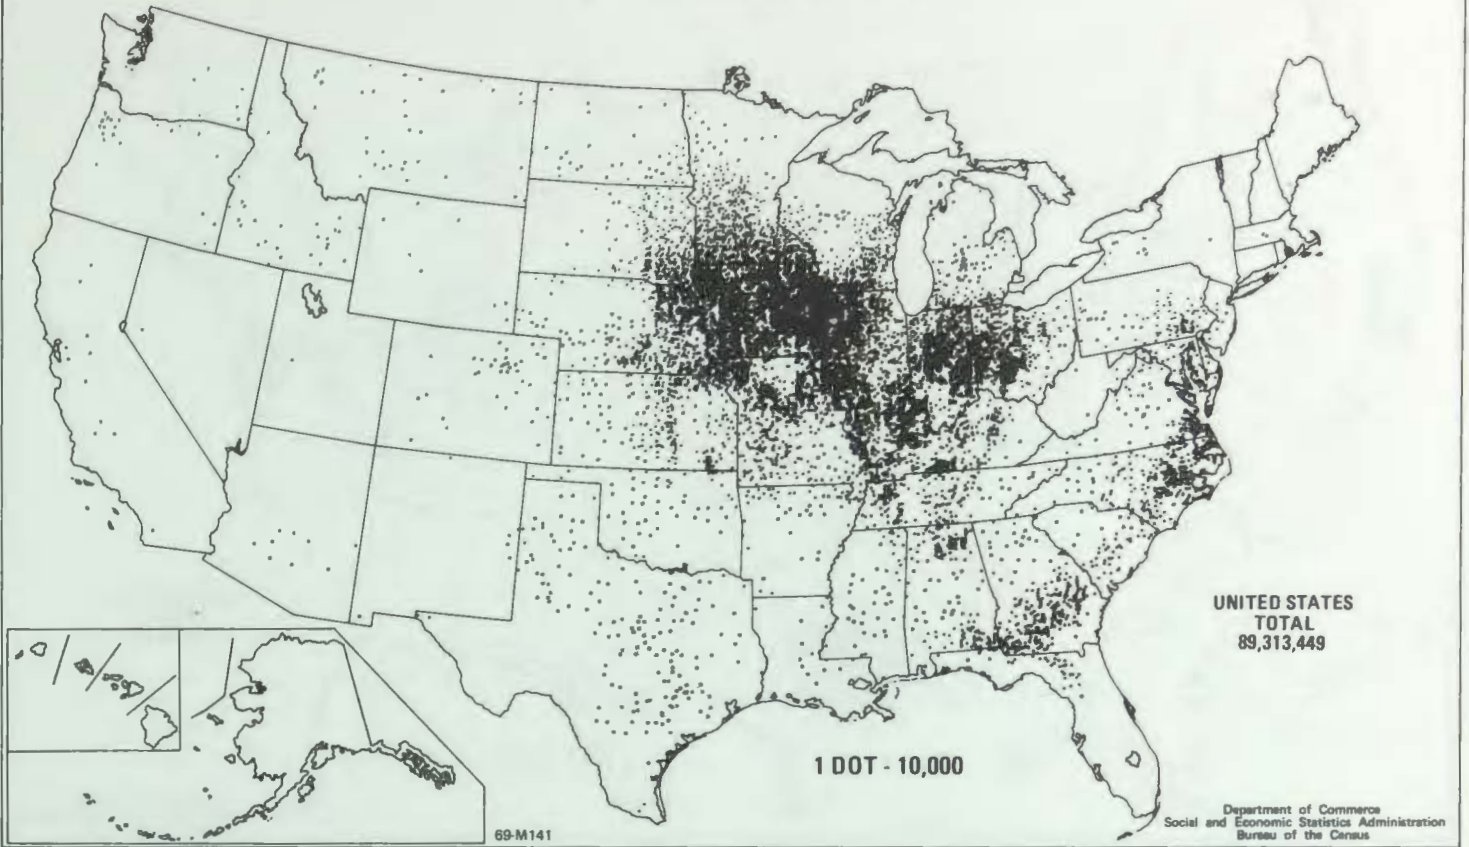 UNITED STATES
TOTAL
89,313,449
1 DOT - 10,000
69-M141
Department of Commerce
Social and Economic Statistics Administration
Bureau of the Census